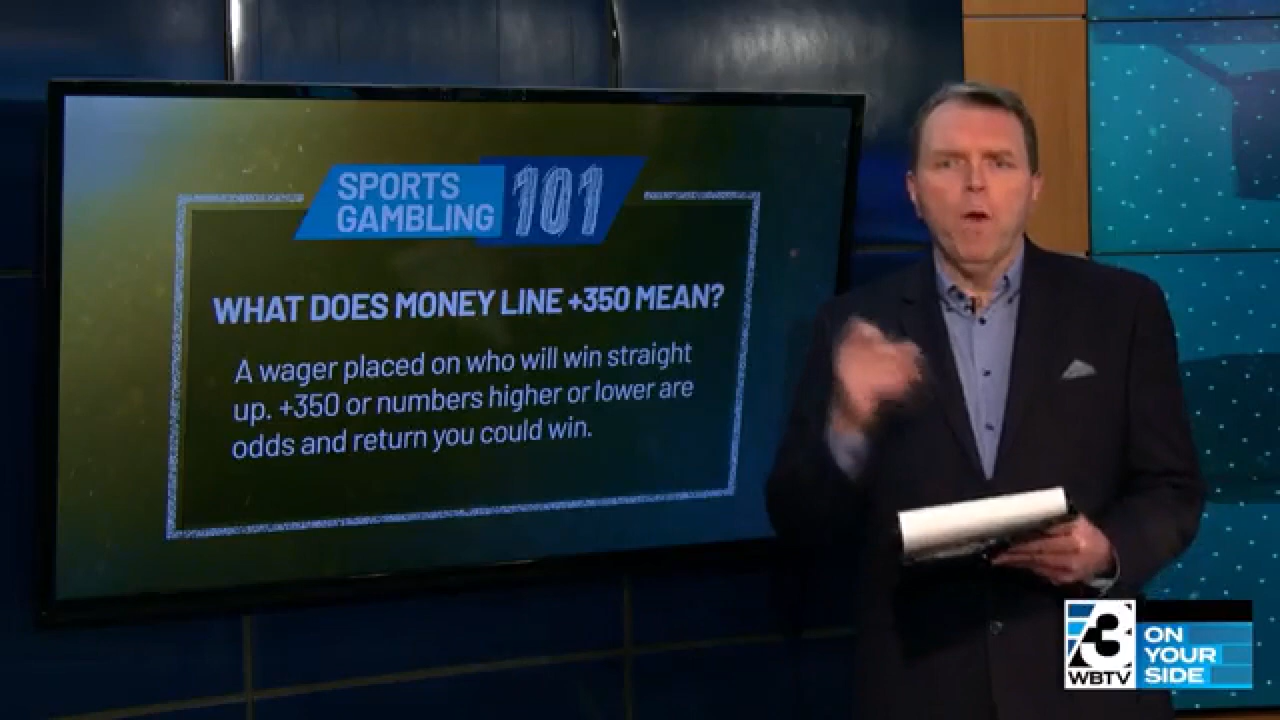 SPORTS
GAMBLING
101
WHAT DOES MONEY LINE +350 MEAN?
A wager placed on who will win straight
up. +350 or numbers higher or lower are
odds and return you could win.
3
WBTV
ON
YOUR
SIDE